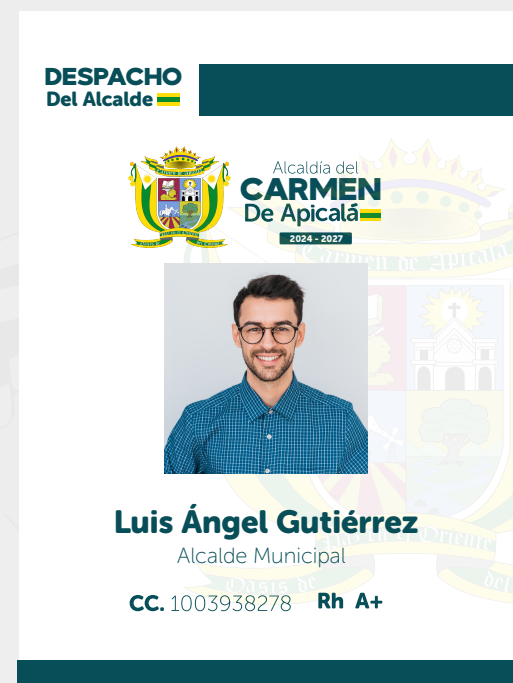 DESPACHO
Del Alcalde
Alcaldía del
CARMEN
De Apicalá
2024 - 2027
Luis Ángel Gutiérrez
Alcalde Municipal
CC. 1003938278 Rh A+